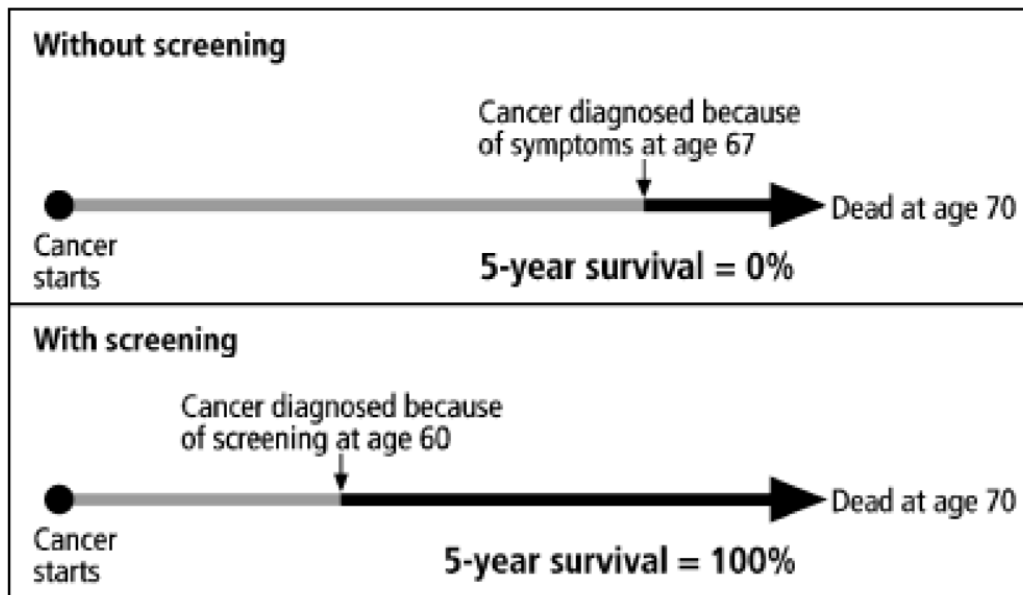 Without screening
Cancer diagnosed because
of symptoms at age 67
Dead at age 70
Cancer
starts
5-year survival = 0%
With screening
Cancer diagnosed because
of screening at age 60
Dead at age 70
Cancer
starts
5-year survival = 100%